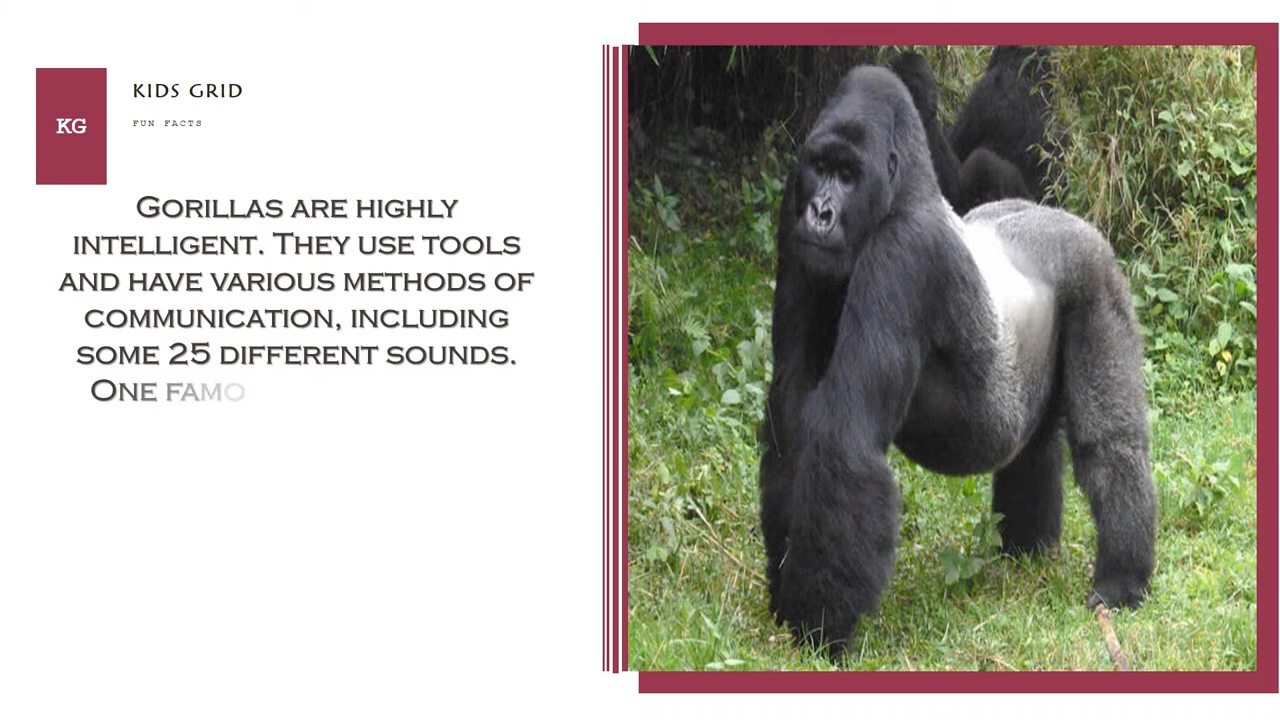 KG
KIDS GRID
FUN FACTS
GORILLAS ARE HIGHLY
INTELLIGENT. THEY USE TOOLS
AND HAVE VARIOUS METHODS OF
COMMUNICATION, INCLUDING
SOME 25 DIFFERENT SOUNDS.
ONE FAMO